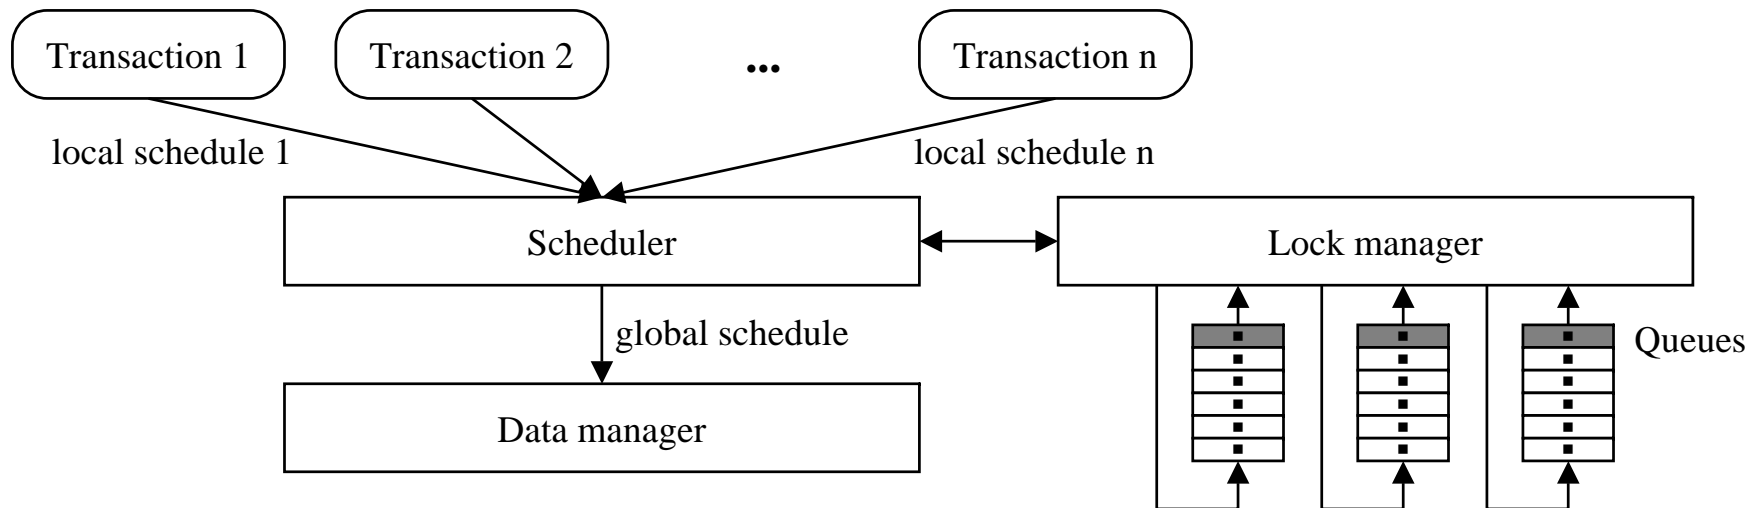 Transaction 1
Transaction 2
...
Transaction n
local schedule 1
local schedule n
Scheduler
Lock manager
global schedule
Queues
Data manager